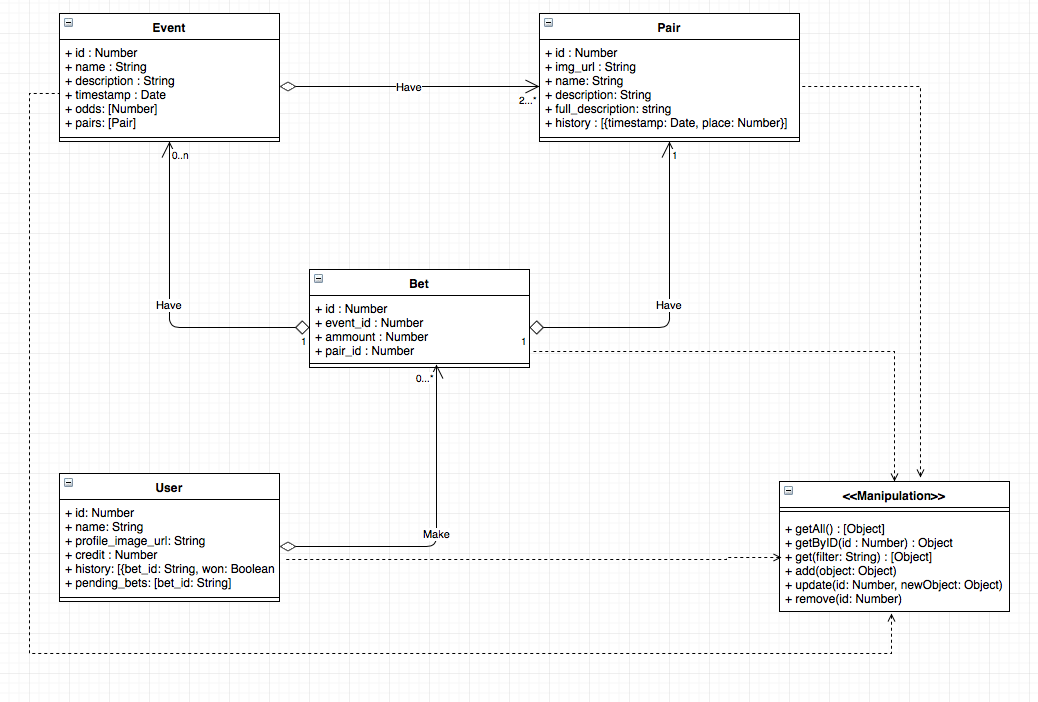 Event
+ id : Number
+ name : String
+ description : String
+ timestamp : Date
+ odds: [Number]
+ pairs: [Pair]
Have
2...*
Pair
+ id : Number
+ img_url : String
+ name: String
+ description: String
+ full_description: string
+ history : [{timestamp: Date, place: Number}]
0..n
1
Have
Have
Bet
+ id : Number
+ event_id : Number
+ ammount : Number
+ pair_id : Number
1
1
0...*
Make
User
+ id: Number
+ name: String
+ profile_image_url: String
+ credit : Number
+ history: [{bet_id: String, won: Boolean
+ pending_bets: [bet_id: String]
<<Manipulation>>
+ getAll() : [Object]
+ getByID(id : Number) : Object
+ get(filter: String) : [Object]
+ add(object: Object)
+ update(id: Number, newObject: Object)
+ remove(id: Number)